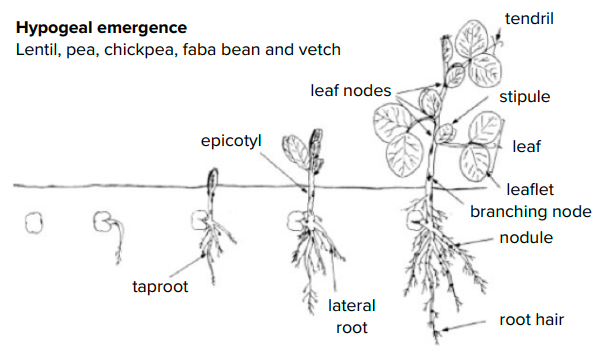 Hypogeal emergence
Lentil, pea, chickpea, faba bean and vetch
tendril
leaf nodes
stipule
epicotyl
leaf
leaflet
branching node
nodule
taproot
lateral
root
root hair